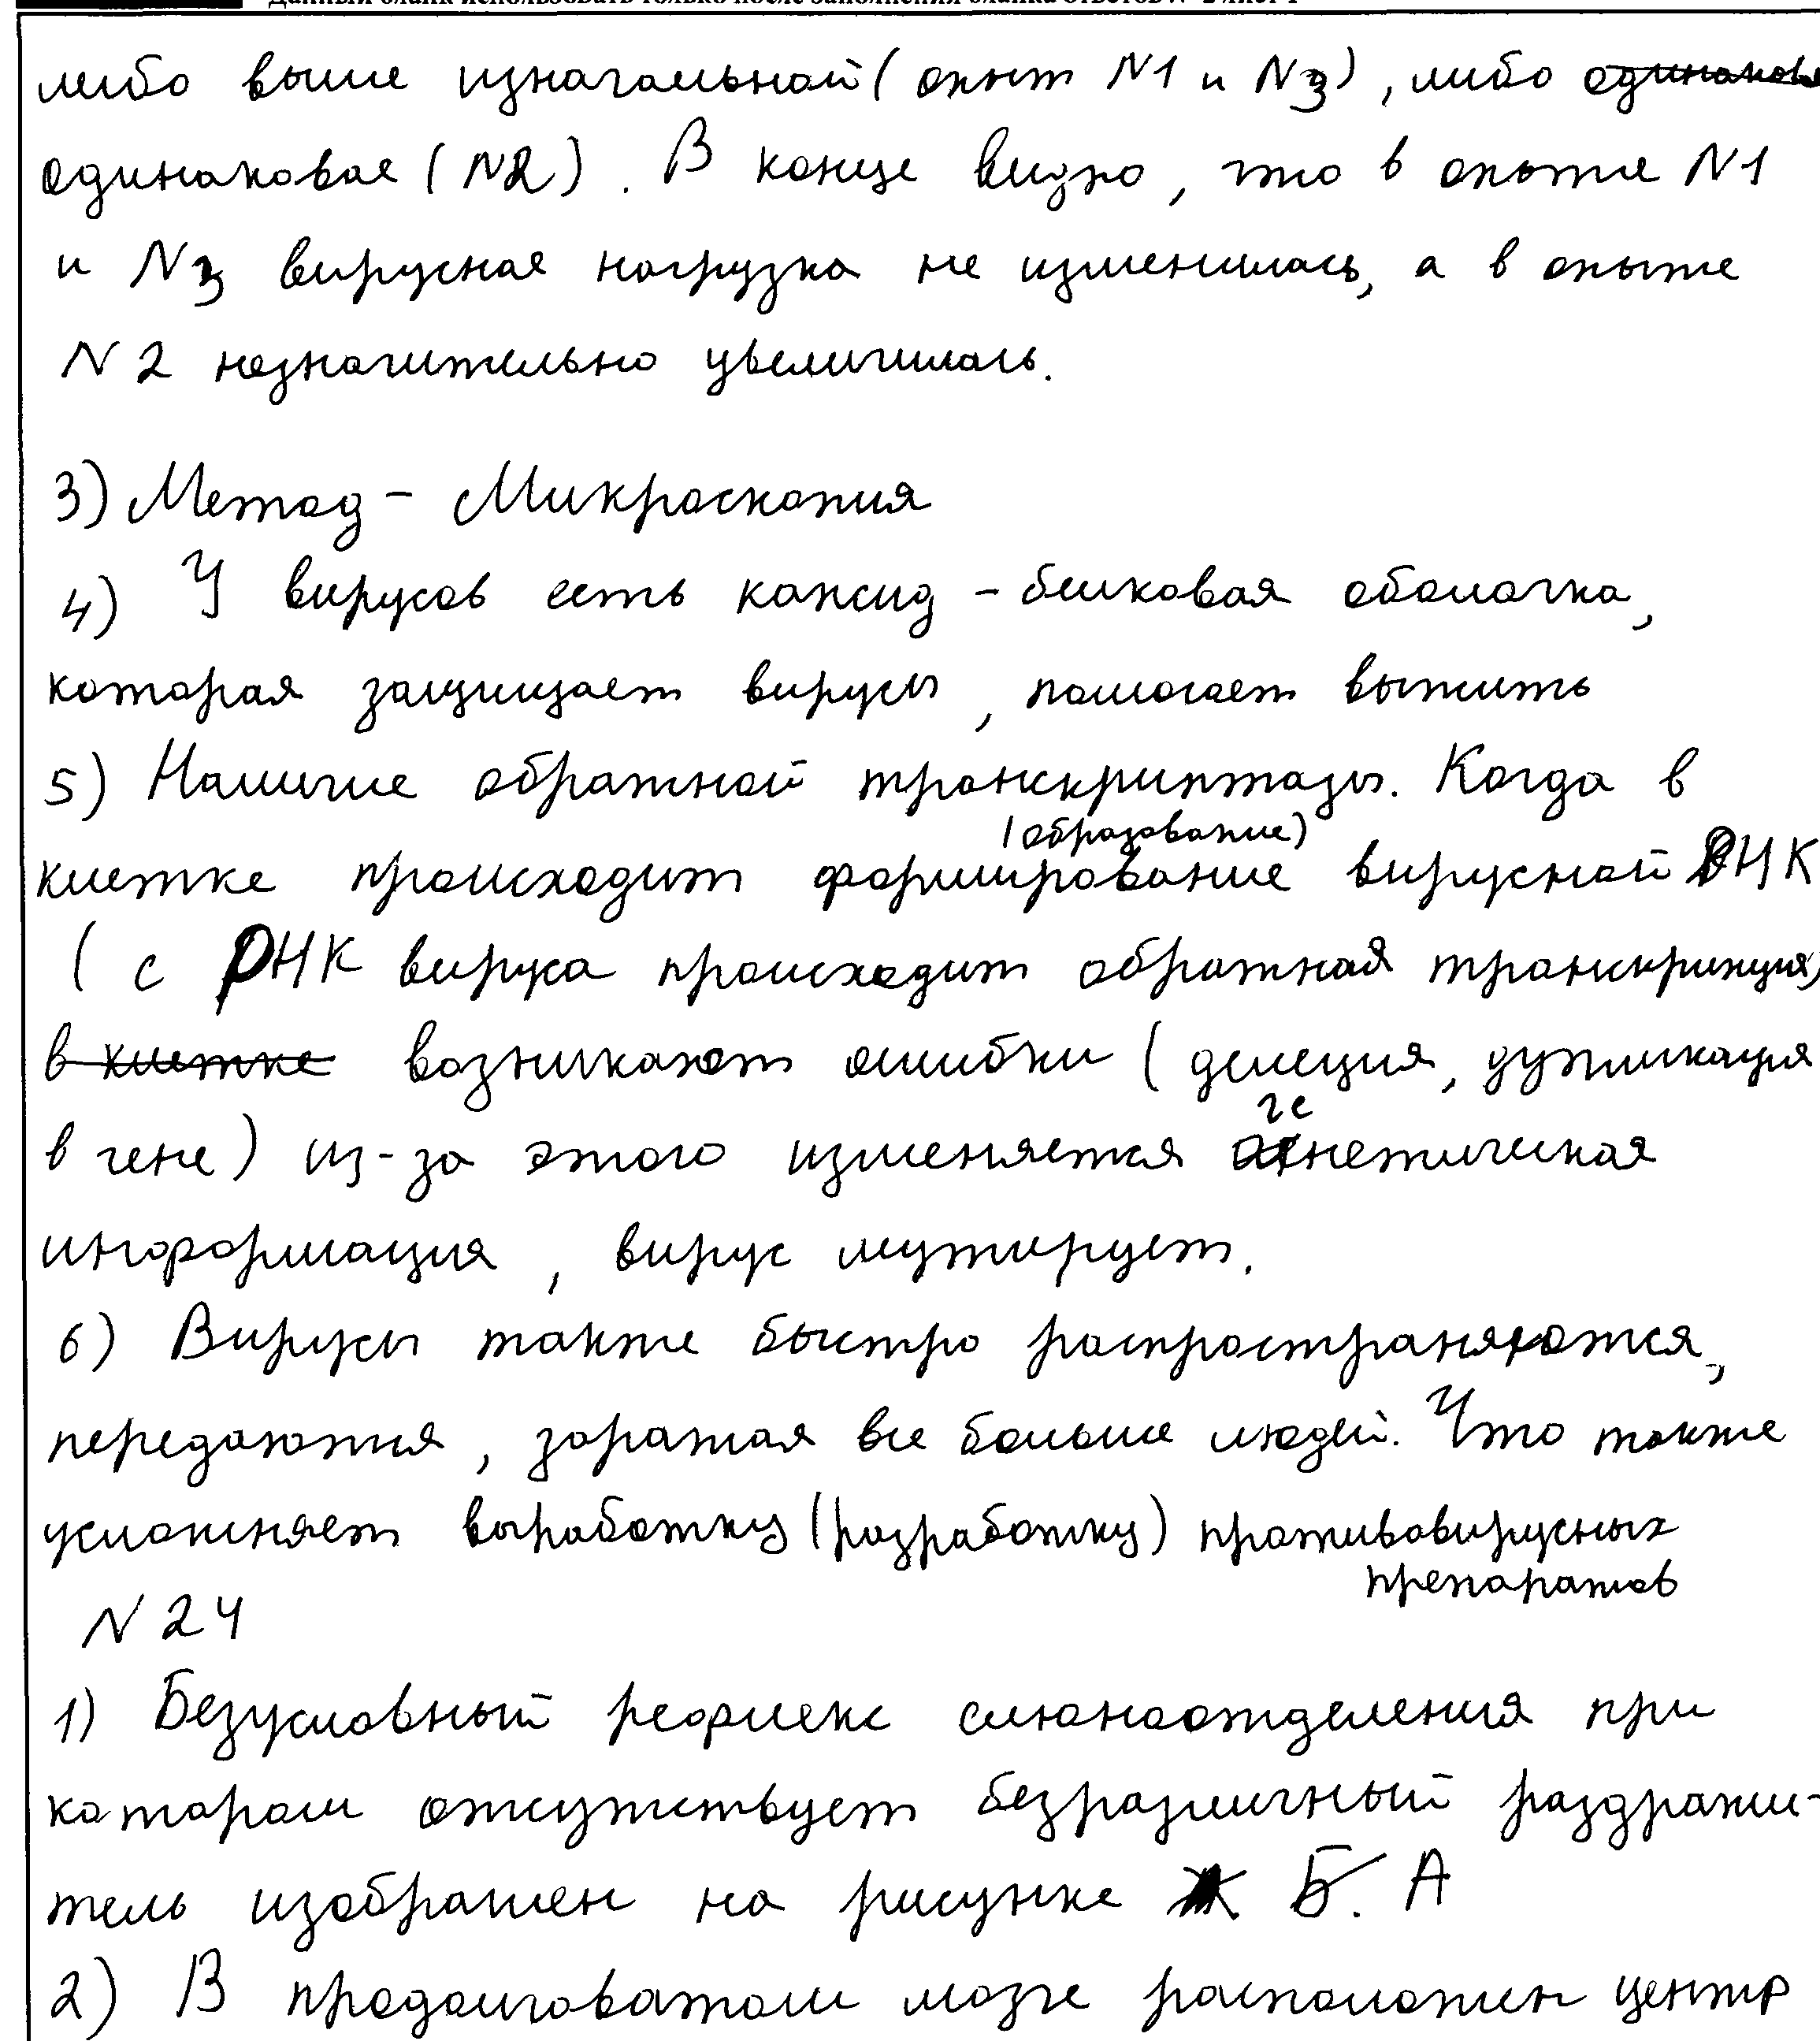 либо выше изначальной (опыт N1 и N3), либо одинаковая
одинаковае (N2). В конце видно, что в опыте N1
и N3 вирусная нагрузка не изменилась, а в опыте
N2 незначительно увеличилась.
3) Метод - Микроскопия
4) У вирусов есть капсид - белковая оболочка,
которая защищает вирусы, помогает выжить
5) Наличие обратной транскриптазы. Когда в
(образование)
клетке происходит формирование вирусной РНК
(с РНК вируса происходит обратная транскрипция)
в клетке возникают ошибки (делеция, дупликация
в гене) из-за этого изменяется генетическая
информация, вирус мутирует.
6) Вирусы также быстро распространяются,
передаются, заражая все больше людей. Что также
усложняет выработку (разработку) противовирусных
препаратов
N 24
1) Безусловный рефлекс слюноотделения при
котором отсутствует безразличный раздражи-
тель изображен на рисунке Б. А
2) В продолговатом мозге расположен центр